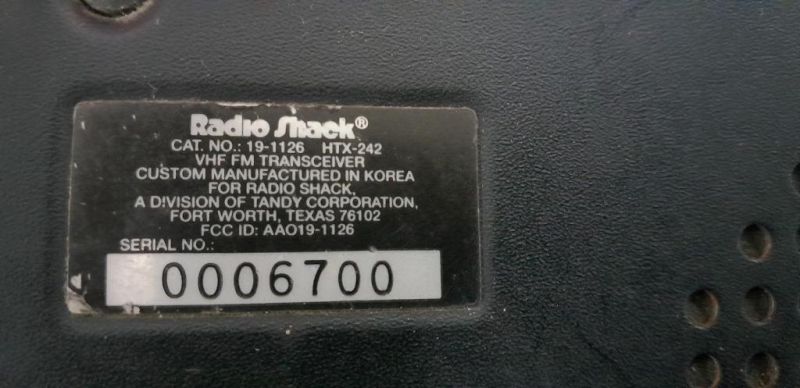 Radio Shack®
CAT. NO.: 19-1126 HTX-242
VHF FM TRANSCEIVER
CUSTOM MANUFACTURED IN KOREA
FOR RADIO SHACK,
A DIVISION OF TANDY CORPORATION,
FORT WORTH, TEXAS 76102
FCC ID: AAO19-1126
SERIAL NO.:
0006700